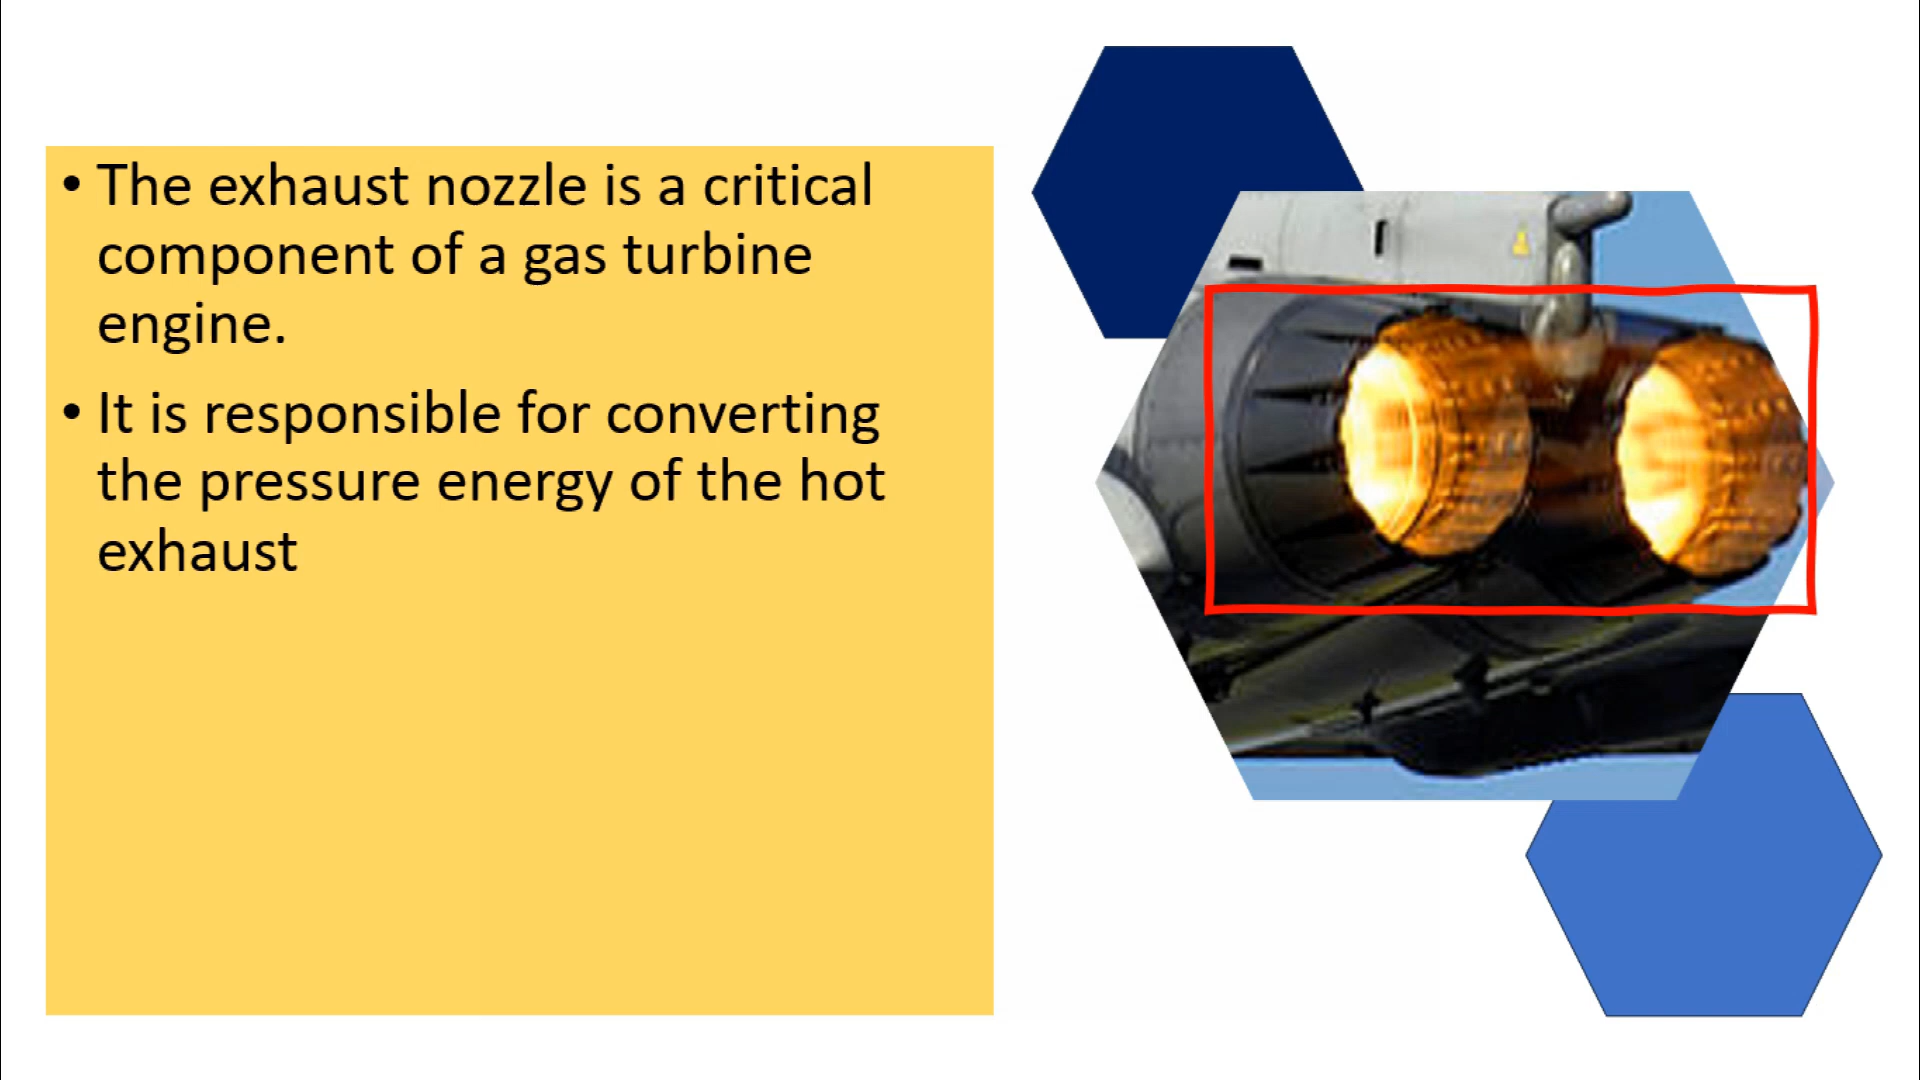 • The exhaust nozzle is a critical
component of a gas turbine
engine.
• It is responsible for converting
the pressure energy of the hot
exhaust